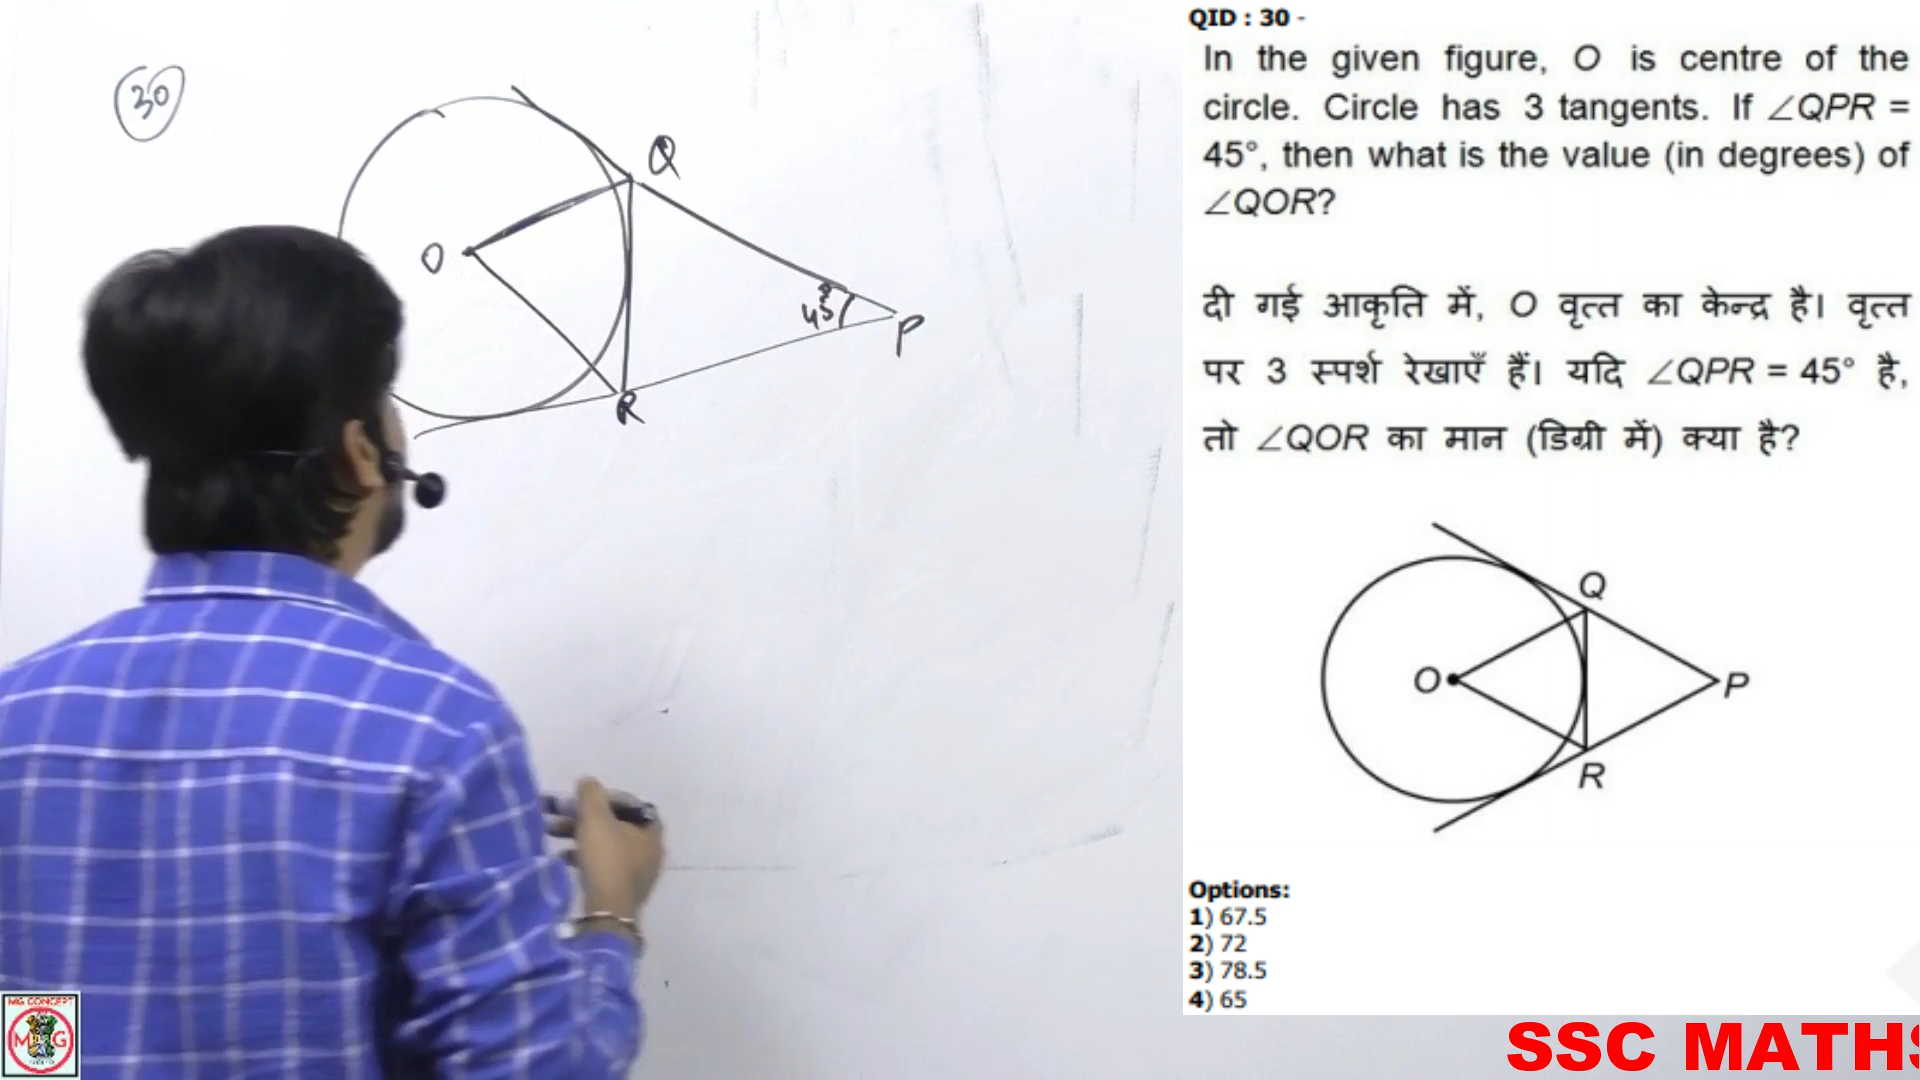 30
Q
O
45°
P
R
QID : 30 -
In the given figure, O is centre of the
circle. Circle has 3 tangents. If ∠QPR =
45°, then what is the value (in degrees) of
∠QOR?
दी गई आकृति में, O वृत्त का केन्द्र है। वृत्त
पर 3 स्पर्श रेखाएँ हैं। यदि ∠QPR = 45° है,
तो ∠QOR का मान (डिग्री में) क्या है?
Q
O
P
R
Options:
1) 67.5
2) 72
3) 78.5
4) 65
MG CONCEPT
M G
SSC MATHS